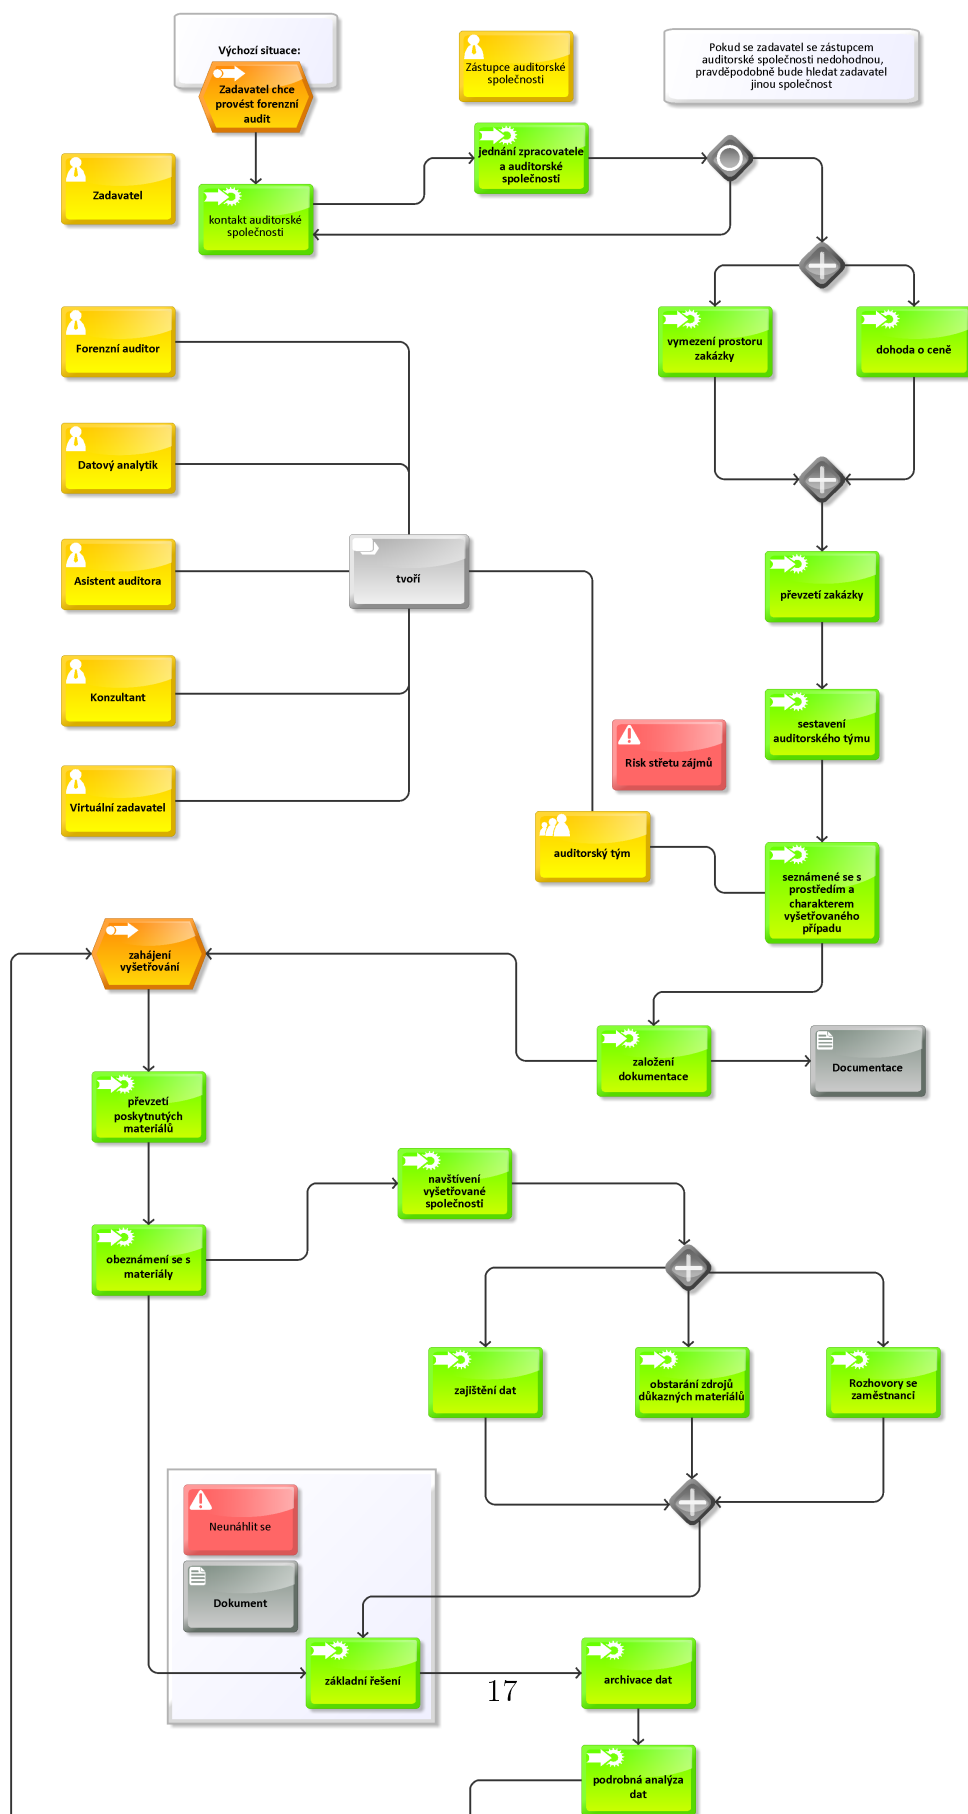 Výchozí situace:
Zadavatel chce
provést forenzní
audit
Zástupce auditorské
společnosti
Pokud se zadavatel se zástupcem
auditorské společnosti nedohodnou,
pravděpodobně bude hledat zadavatel
jinou společnost
Zadavatel
kontakt auditorské
společnosti
jednání zpracovatele
a auditorské
společnosti
vymezení prostoru
zakázky
dohoda o ceně
Forenzní auditor
Datový analytik
Asistent auditora
tvoří
Konzultant
Virtuální zadavatel
převzetí zakázky
sestavení
auditorského týmu
Risk střetu zájmů
auditorský tým
seznámené se s
prostředím a
charakterem
vyšetřovaného
případu
zahájení
vyšetřování
založení
dokumentace
Documentace
převzetí
poskytnutých
materiálů
navštívení
vyšetřované
společnosti
obeznámení se s
materiály
zajištění dat
obstarání zdrojů
důkazných materiálů
Rozhovory se
zaměstnanci
Neunáhlit se
Dokument
základní řešení
17
archivace dat
podrobná analýza
dat